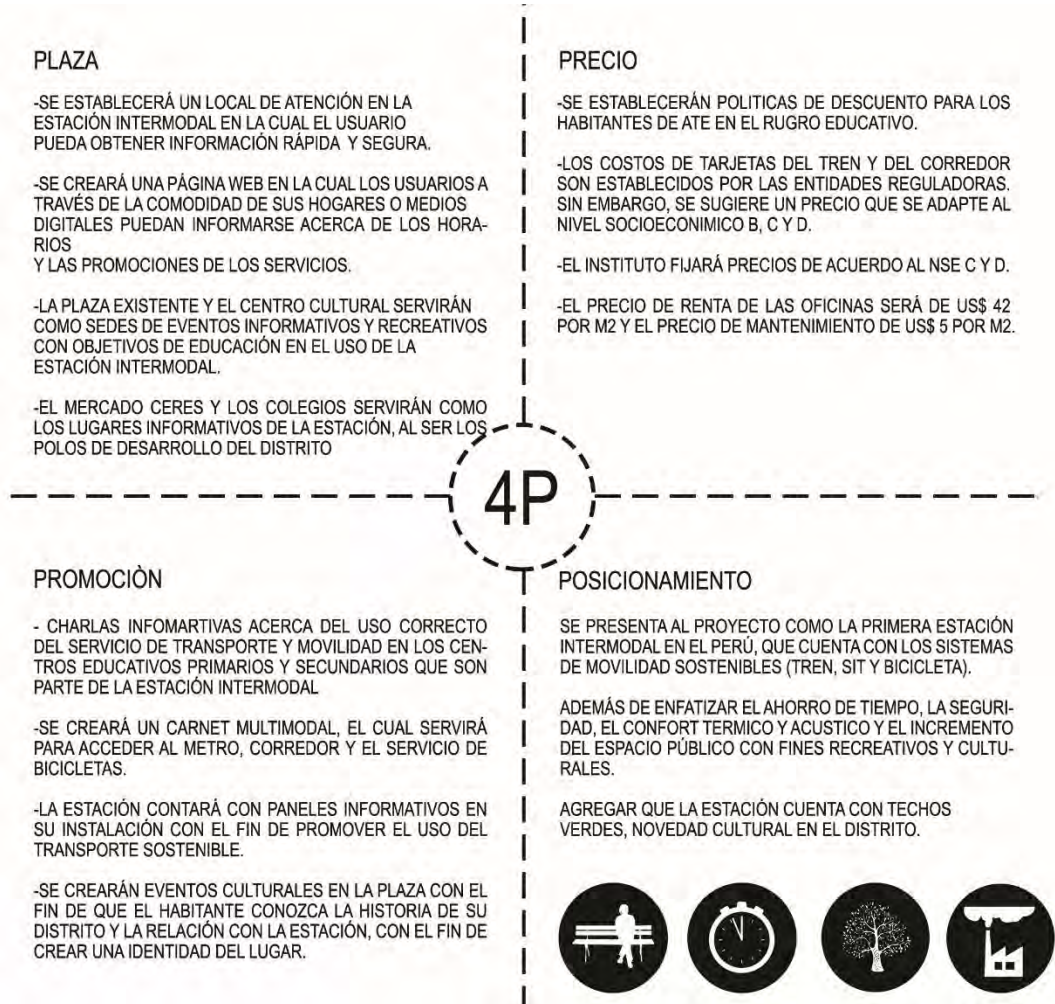 PLAZA
-SE ESTABLECERÁ UN LOCAL DE ATENCIÓN EN LA
ESTACIÓN INTERMODAL EN LA CUAL EL USUARIO
PUEDA OBTENER INFORMACIÓN RÁPIDA Y SEGURA.
-SE CREARÁ UNA PÁGINA WEB EN LA CUAL LOS USUARIOS A
TRAVÉS DE LA COMODIDAD DE SUS HOGARES O MEDIOS
DIGITALES PUEDAN INFORMARSE ACERCA DE LOS HORA-
RIOS
Y LAS PROMOCIONES DE LOS SERVICIOS.
-LA PLAZA EXISTENTE Y EL CENTRO CULTURAL SERVIRÁN
COMO SEDES DE EVENTOS INFORMATIVOS Y RECREATIVOS
CON OBJETIVOS DE EDUCACIÓN EN EL USO DE LA
ESTACIÓN INTERMODAL.
-EL MERCADO CERES Y LOS COLEGIOS SERVIRÁN COMO
LOS LUGARES INFORMATIVOS DE LA ESTACIÓN, AL SER LOS
POLOS DE DESARROLLO DEL DISTRITO
PRECIO
-SE ESTABLECERÁN POLITICAS DE DESCUENTO PARA LOS
HABITANTES DE ATE EN EL RUGRO EDUCATIVO.
-LOS COSTOS DE TARJETAS DEL TREN Y DEL CORREDOR
SON ESTABLECIDOS POR LAS ENTIDADES REGULADORAS.
SIN EMBARGO, SE SUGIERE UN PRECIO QUE SE ADAPTE AL
NIVEL SOCIOECONIMICO B, C Y D.
-EL INSTITUTO FIJARÁ PRECIOS DE ACUERDO AL NSE C Y D.
-EL PRECIO DE RENTA DE LAS OFICINAS SERÁ DE US$ 42
POR M2 Y EL PRECIO DE MANTENIMIENTO DE US$ 5 POR M2.
4P
PROMOCIÒN
- CHARLAS INFOMARTIVAS ACERCA DEL USO CORRECTO
DEL SERVICIO DE TRANSPORTE Y MOVILIDAD EN LOS CEN-
TROS EDUCATIVOS PRIMARIOS Y SECUNDARIOS QUE SON
PARTE DE LA ESTACIÓN INTERMODAL
-SE CREARÁ UN CARNET MULTIMODAL, EL CUAL SERVIRÁ
PARA ACCEDER AL METRO, CORREDOR Y EL SERVICIO DE
BICICLETAS.
-LA ESTACIÓN CONTARÁ CON PANELES INFORMATIVOS EN
SU INSTALACIÓN CON EL FIN DE PROMOVER EL USO DEL
TRANSPORTE SOSTENIBLE.
-SE CREARÁN EVENTOS CULTURALES EN LA PLAZA CON EL
FIN DE QUE EL HABITANTE CONOZCA LA HISTORIA DE SU
DISTRITO Y LA RELACIÓN CON LA ESTACIÓN, CON EL FIN DE
CREAR UNA IDENTIDAD DEL LUGAR.
POSICIONAMIENTO
SE PRESENTA AL PROYECTO COMO LA PRIMERA ESTACIÓN
INTERMODAL EN EL PERÚ, QUE CUENTA CON LOS SISTEMAS
DE MOVILIDAD SOSTENIBLES (TREN, SIT Y BICICLETA).
ADEMÁS DE ENFATIZAR EL AHORRO DE TIEMPO, LA SEGURI-
DAD, EL CONFORT TERMICO Y ACUSTICO Y EL INCREMENTO
DEL ESPACIO PÚBLICO CON FINES RECREATIVOS Y CULTU-
RALES.
AGREGAR QUE LA ESTACIÓN CUENTA CON TECHOS
VERDES, NOVEDAD CULTURAL EN EL DISTRITO.